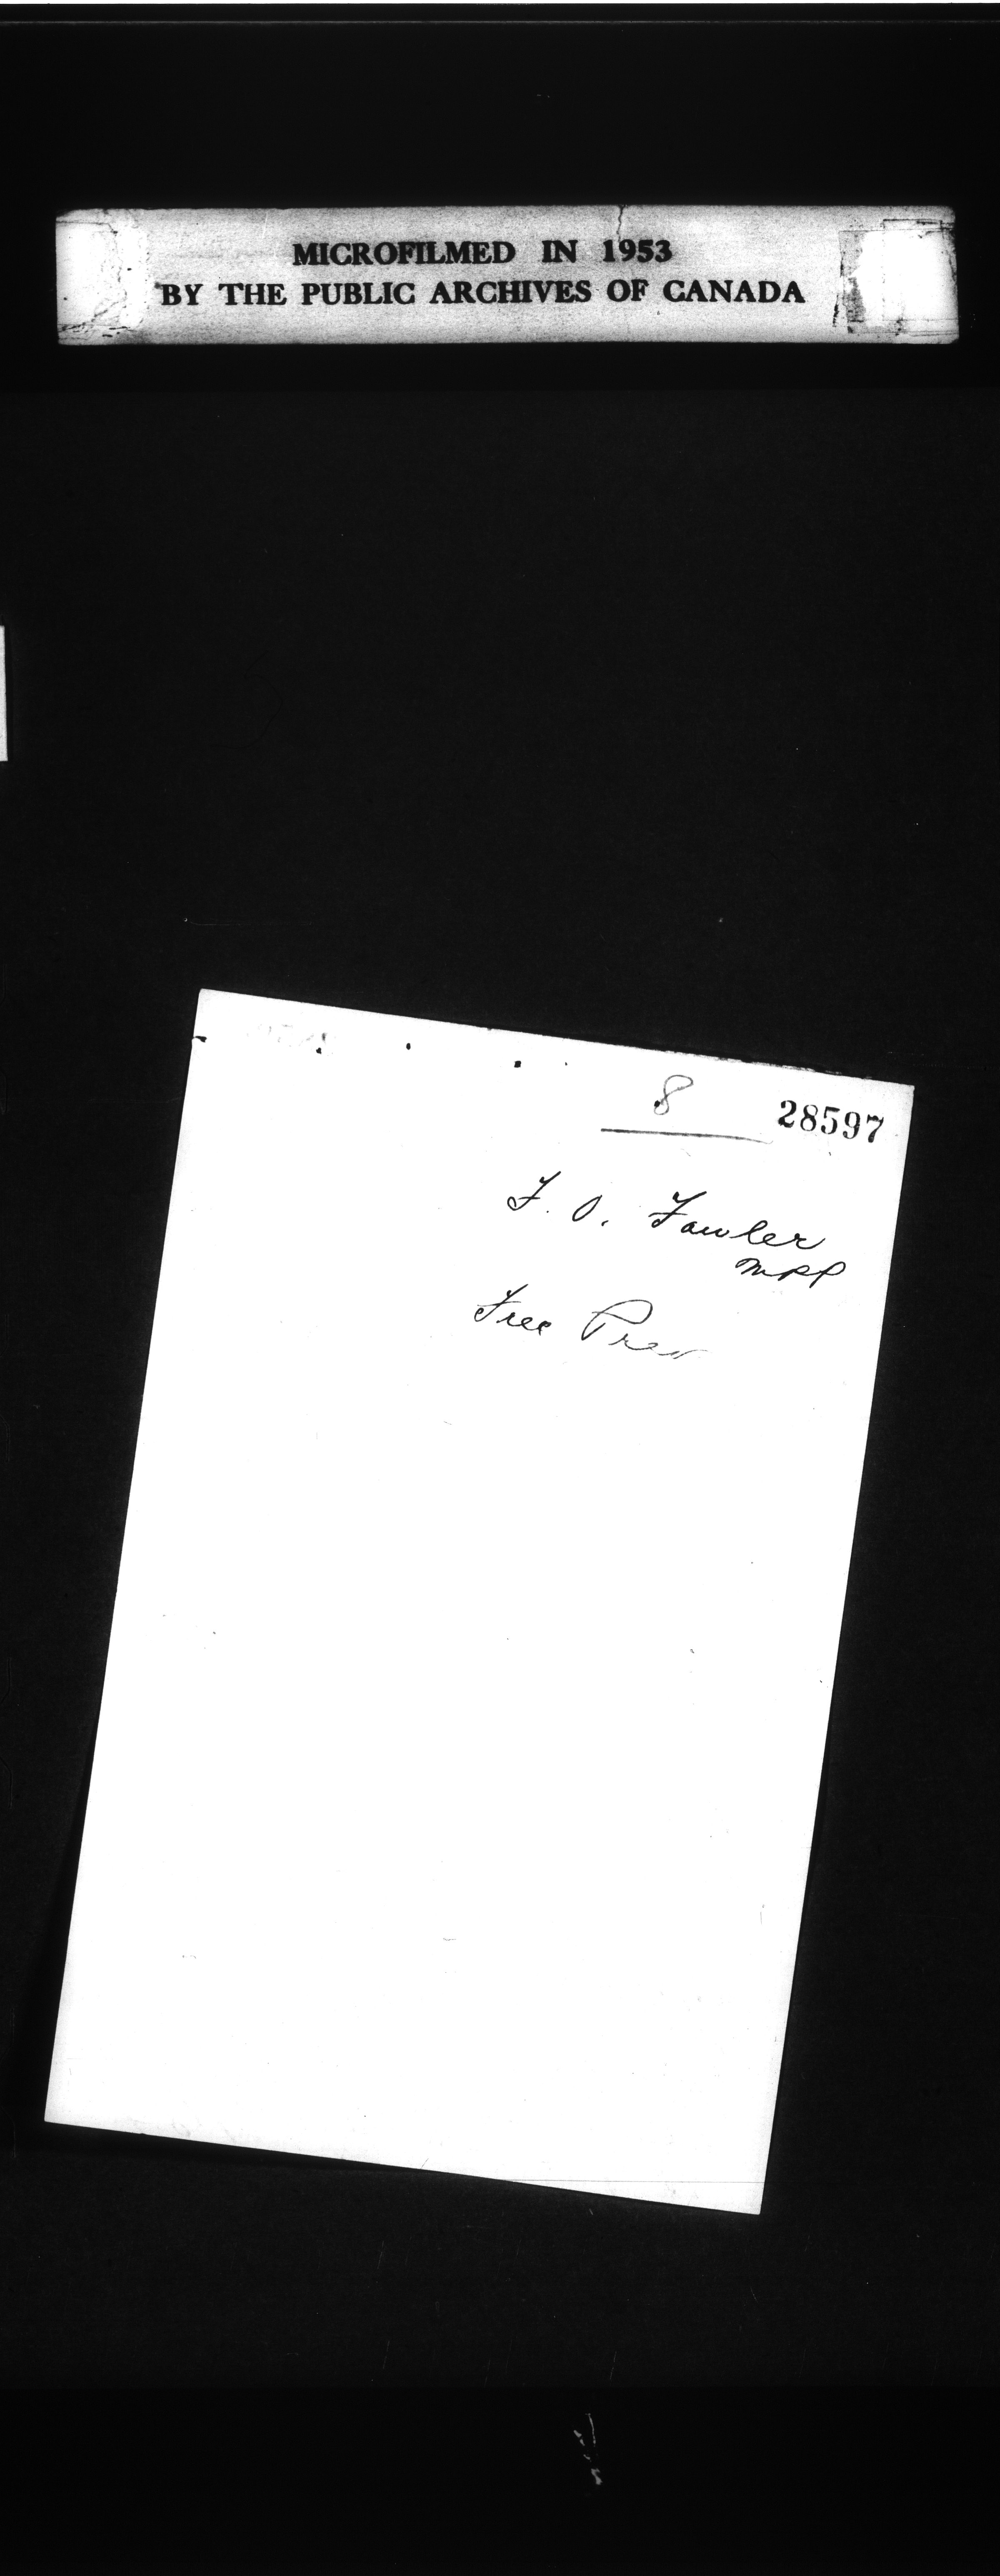 MICROFILMED IN 1953
BY THE PUBLIC ARCHIVES OF CANADA
8
28597
F. O. Fowler
MPP
Free Press